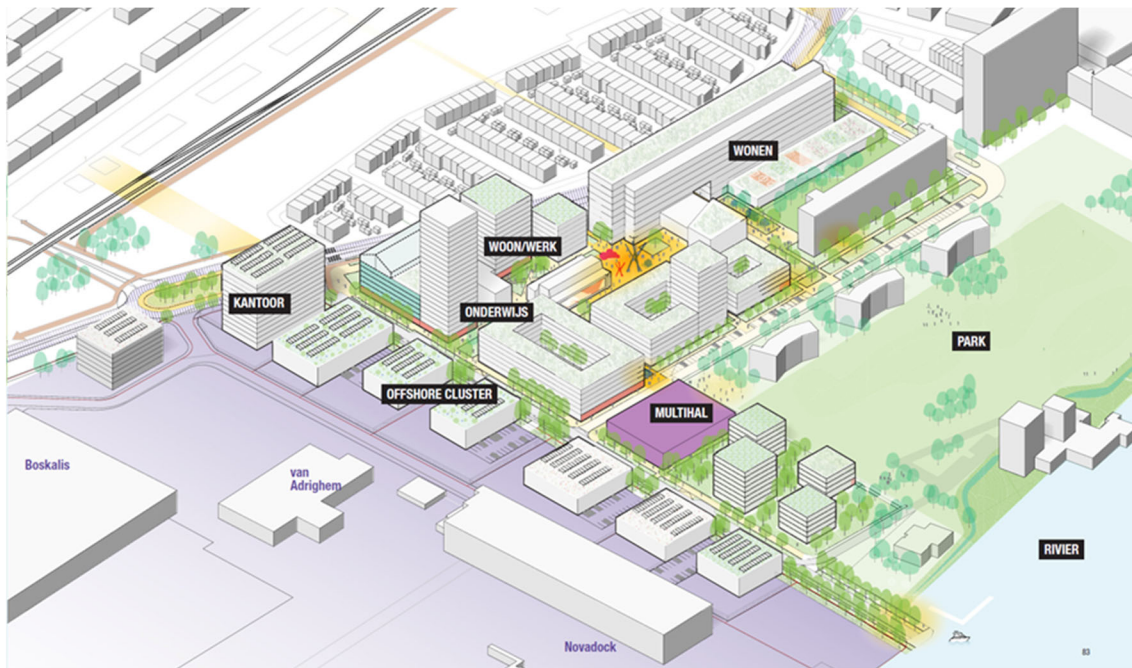 WONEN
WOON/WERK
KANTOOR
ONDERWIJS
PARK
OFFSHORE CLUSTER
MULTIHAL
Boskalis
van
Adrighem
RIVIER
Novadock
83